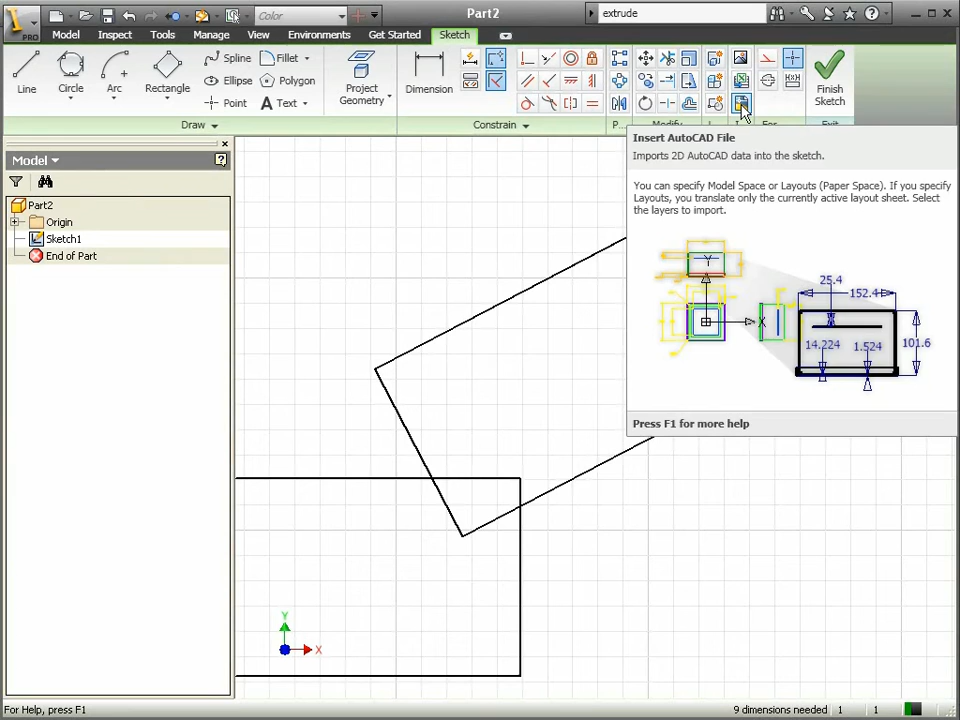 Color
Part2
extrude
PRO
Model
Inspect
Tools
Manage
View
Environments
Get Started
Sketch
Line
Circle
Arc
Rectangle
Spline
Ellipse
Point
Fillet
Polygon
Text
Project
Geometry
Dimension
Finish
Sketch
Draw
Constrain
P...
Modify
L...
I...
For...
Exit
Model
Part2
Origin
Sketch1
End of Part
Insert AutoCAD File
Imports 2D AutoCAD data into the sketch.
You can specify Model Space or Layouts (Paper Space). If you specify
Layouts, you translate only the currently active layout sheet. Select
the layers to import.
Y
X
25.4
152.4
14.224
1.524
101.6
Press F1 for more help
Y
X
For Help, press F1
9 dimensions needed
1
1